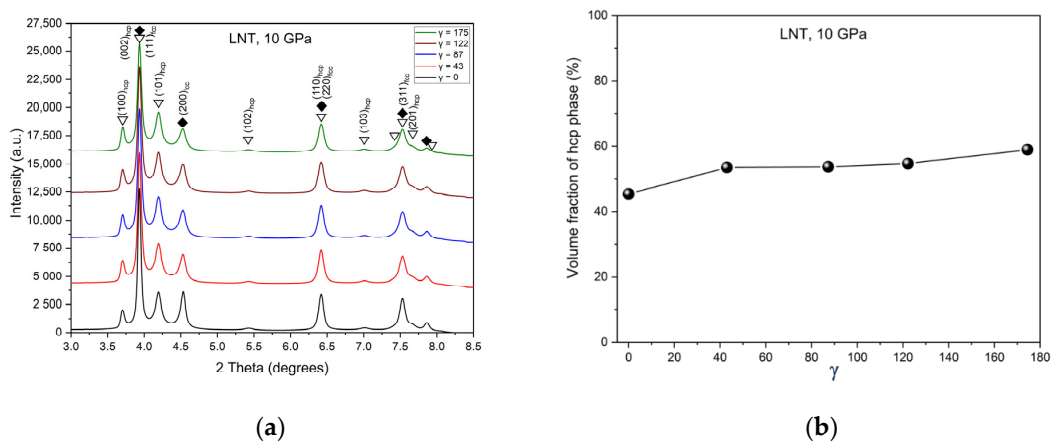 LNT, 10 GPa
γ = 175
γ = 122
γ = 87
γ = 43
γ = 0
(100)hcp
(002)hcp
(111)fcc
(101)hcp
(200)fcc
(102)hcp
(110)hcp
(220)fcc
(103)hcp
(311)fcc
(201)hcp
27,500
25,000
22,500
20,000
17,500
15,000
12,500
10,000
7 500
5 000
2 500
0
Intensity (a.u.)
3.0 3.5 4.0 4.5 5.0 5.5 6.0 6.5 7.0 7.5 8.0 8.5
2 Theta (degrees)
(a)
LNT, 10 GPa
100
80
60
40
20
0
Volume fraction of hcp phase (%)
0 20 40 60 80 100 120 140 160 180
γ
(b)